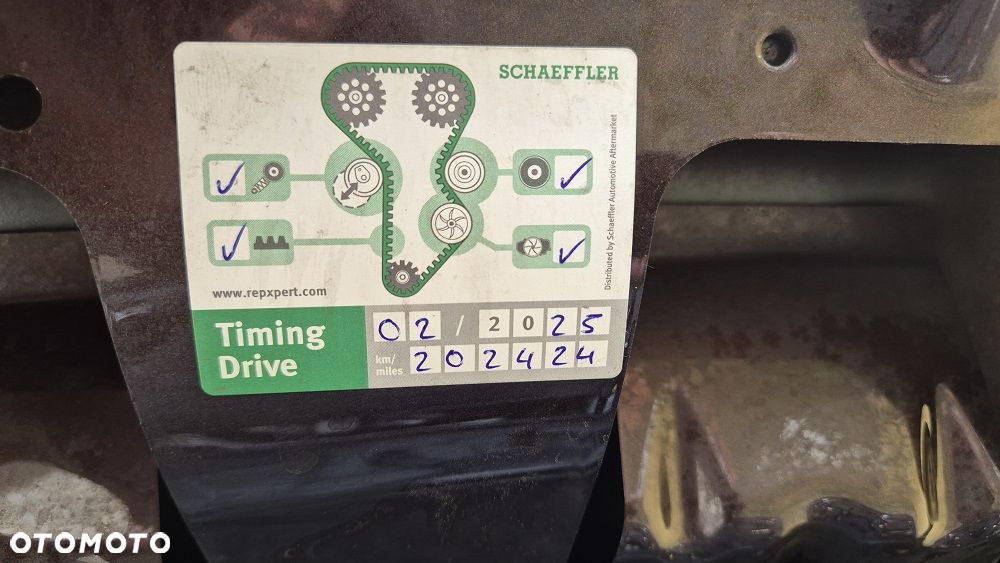 SCHAEFFLER
Distributed by Schaeffler Automotive Aftermarket
www.repxpert.com
Timing
Drive
02 / 2025
km/
miles
202424
OTOMOTO